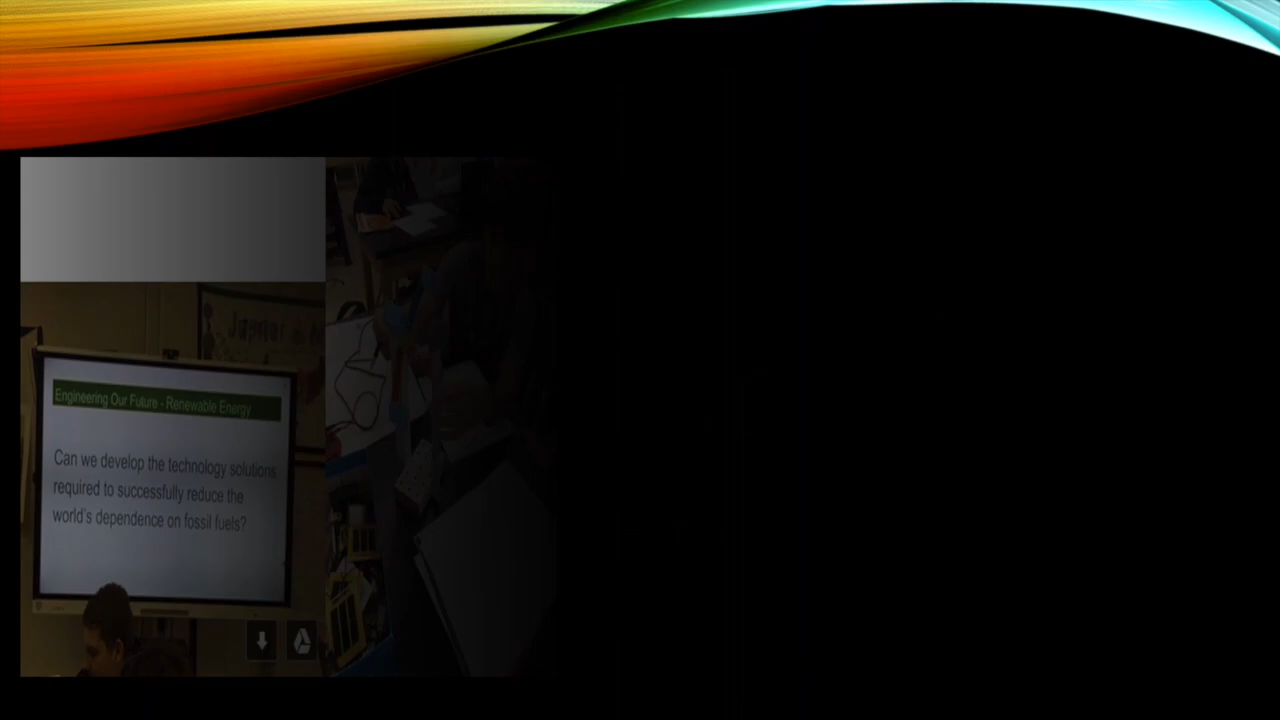 Jupiter
Engineering Our Future - Renewable Energy
Can we develop the technology solutions
required to successfully reduce the
world's dependence on fossil fuels?